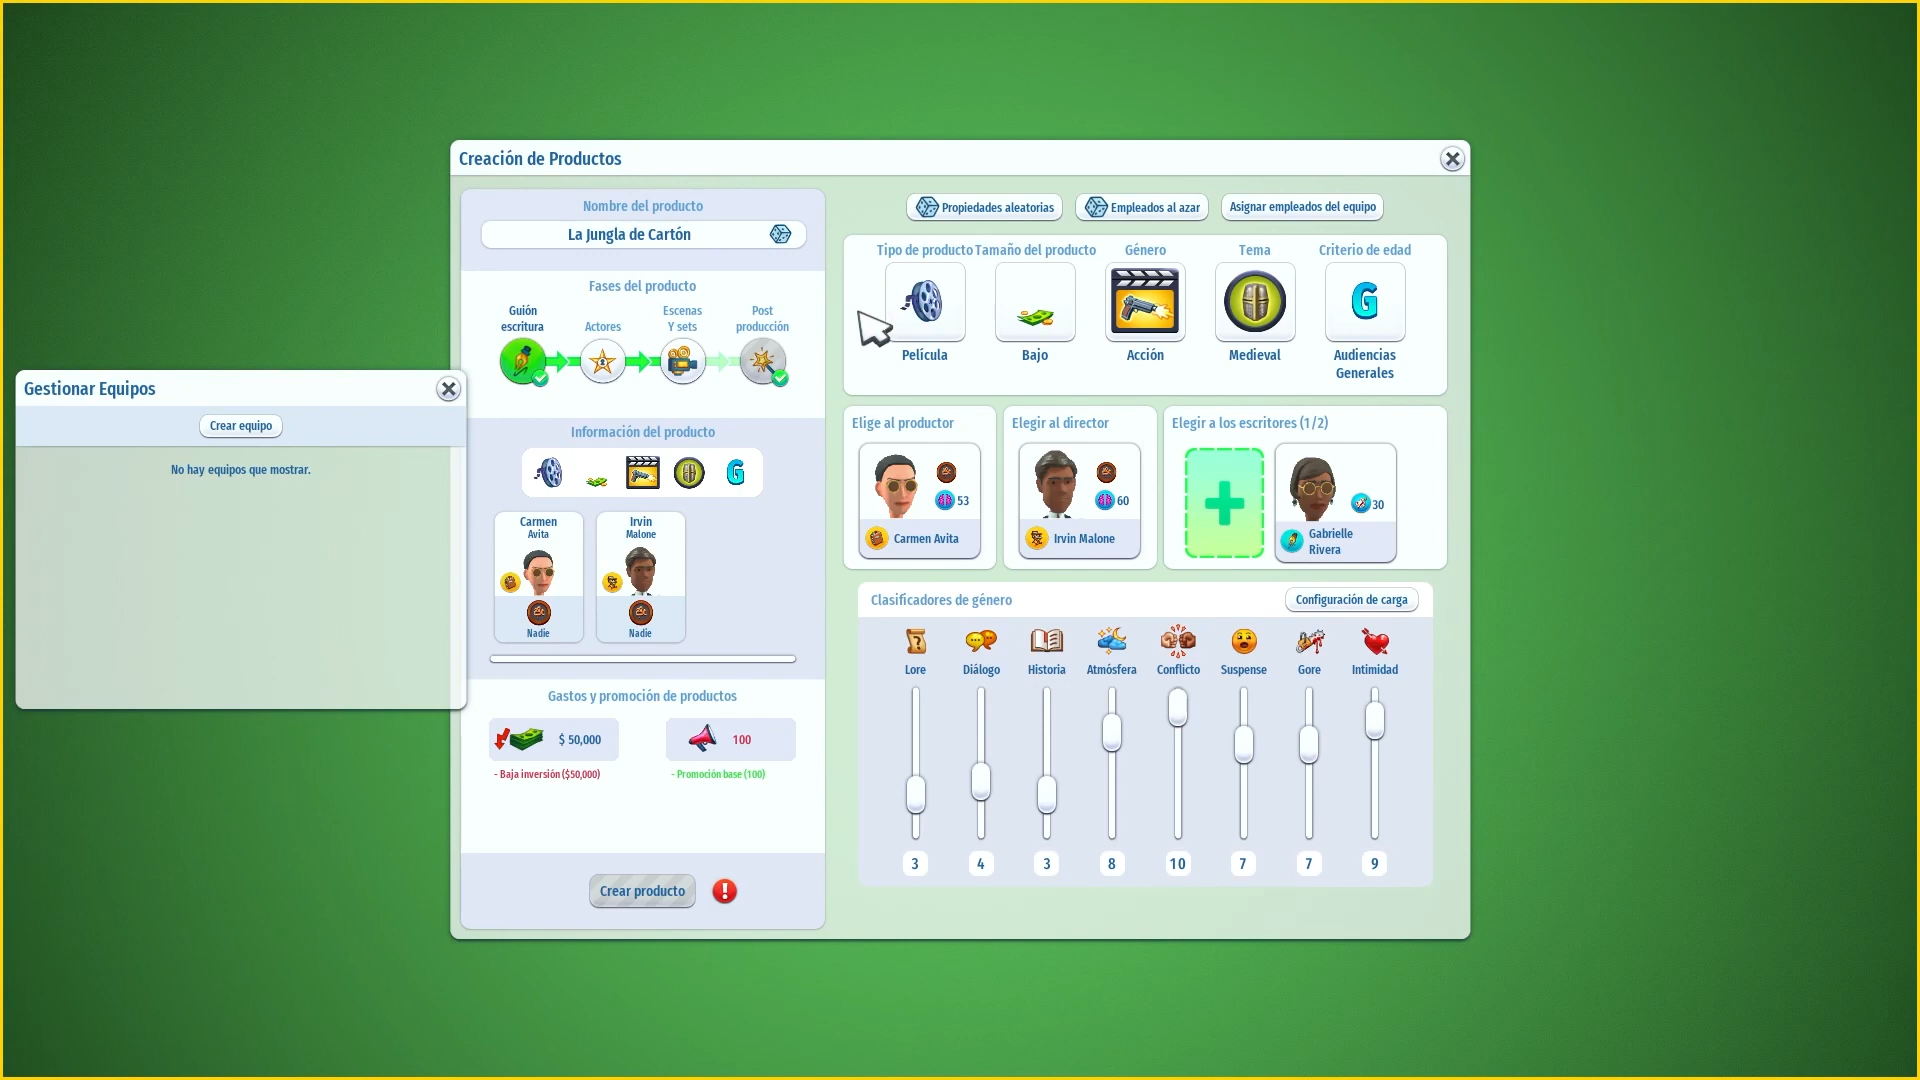 Creación de Productos
Nombre del producto
La Jungla de Cartón
Fases del producto
Guión
escritura
Actores
Escenas
Y sets
Post
producción
Información del producto
G
Carmen
Avita
Nadie
Irvin
Malone
Nadie
Gastos y promoción de productos
$ 50,000
- Baja inversión ($50,000)
100
- Promoción base (100)
Crear producto
Propiedades aleatorias
Empleados al azar
Asignar empleados del equipo
Tipo de producto
Película
Tamaño del producto
Bajo
Género
Acción
Tema
Medieval
Criterio de edad
G
Audiencias
Generales
Elige al productor
53
Carmen Avita
Elegir al director
60
Irvin Malone
Elegir a los escritores (1/2)
30
Gabrielle
Rivera
Clasificadores de género
Configuración de carga
Lore
Diálogo
Historia
Atmósfera
Conflicto
Suspense
Gore
Intimidad
3
4
3
8
10
7
7
9
Gestionar Equipos
Crear equipo
No hay equipos que mostrar.